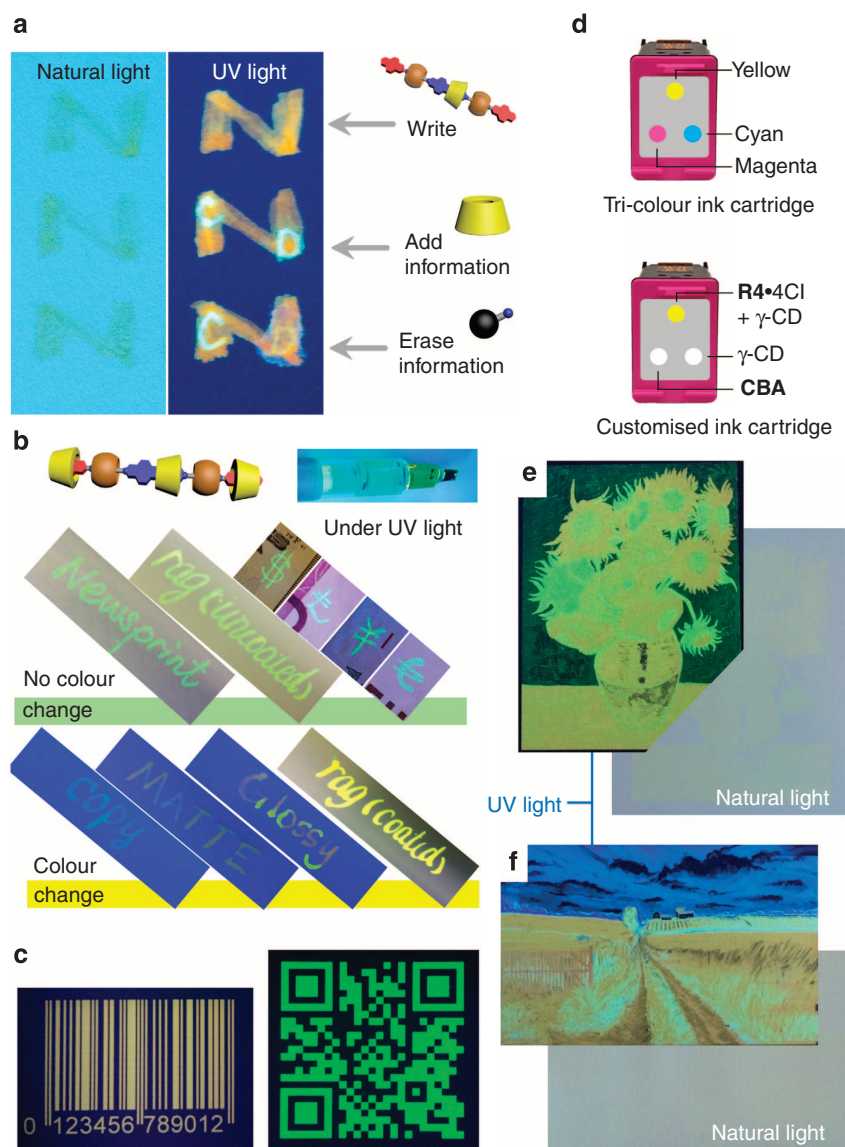 a
Natural light
UV light
Write
Add
information
Erase
information
b
Under UV light
Newsprint
rag (uncoated)
$
£
¥
€
No colour
change
copy
MATTE
Glossy
rag (coated)
Colour
change
c
0 123456 789012
d
Yellow
Cyan
Magenta
Tri-colour ink cartridge
R4•4Cl
+ γ-CD
γ-CD
CBA
Customised ink cartridge
e
Natural light
UV light
f
Natural light